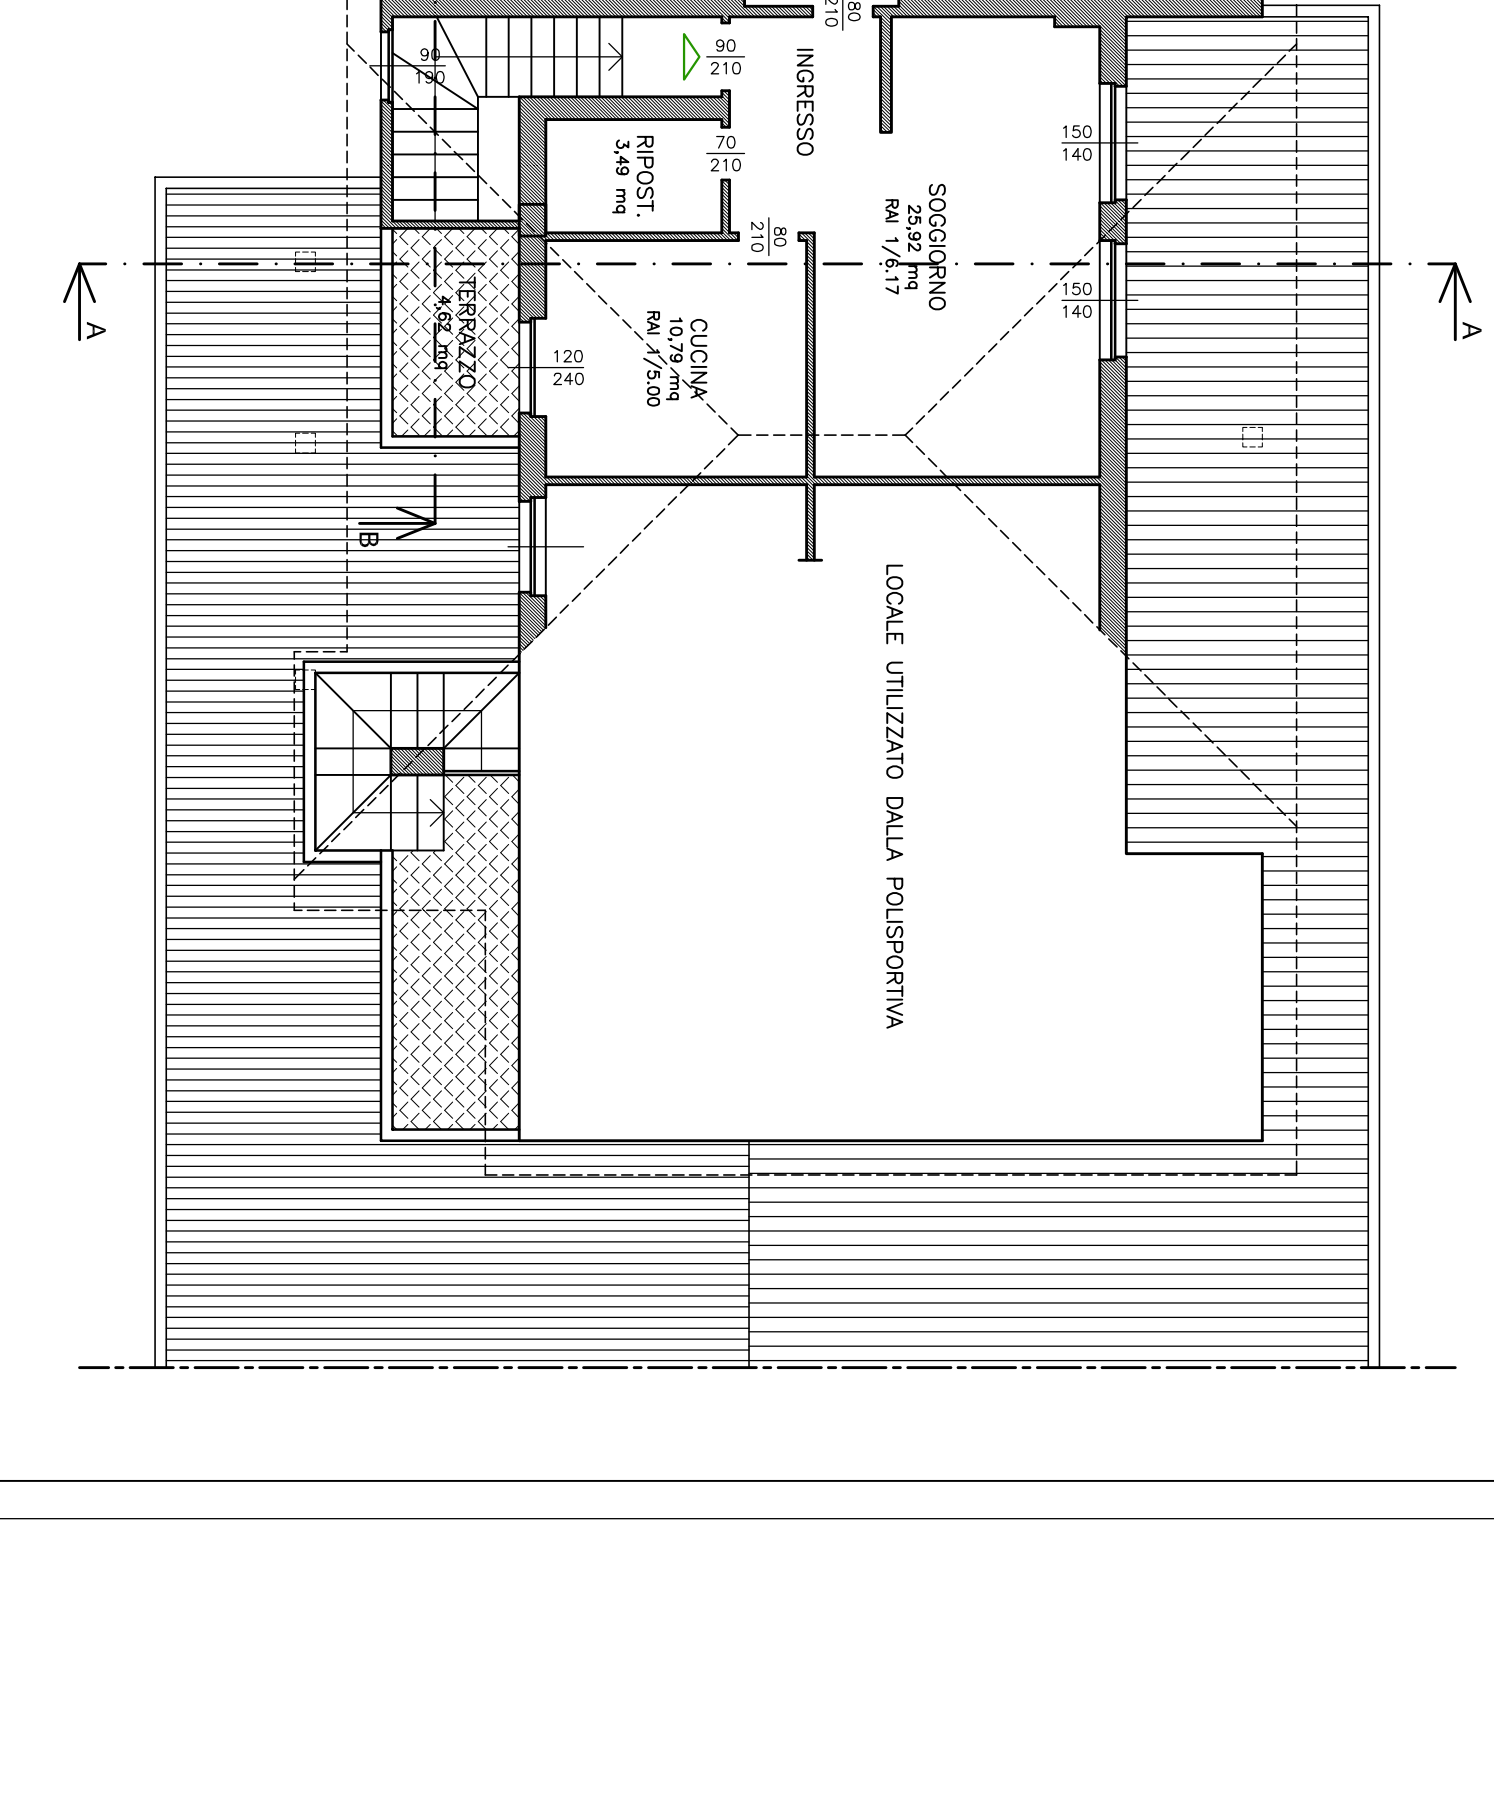 80
210
90
190
90
210
INGRESSO
70
210
RIPOST.
3,49 mq
150
140
SOGGIORNO
25,92 mq
RAI 1/6.17
80
210
150
140
TERRAZZO
4,62 mq
CUCINA
10,79 mq
RAI 1/5.00
120
240
A
A
B
LOCALE UTILIZZATO DALLA POLISPORTIVA